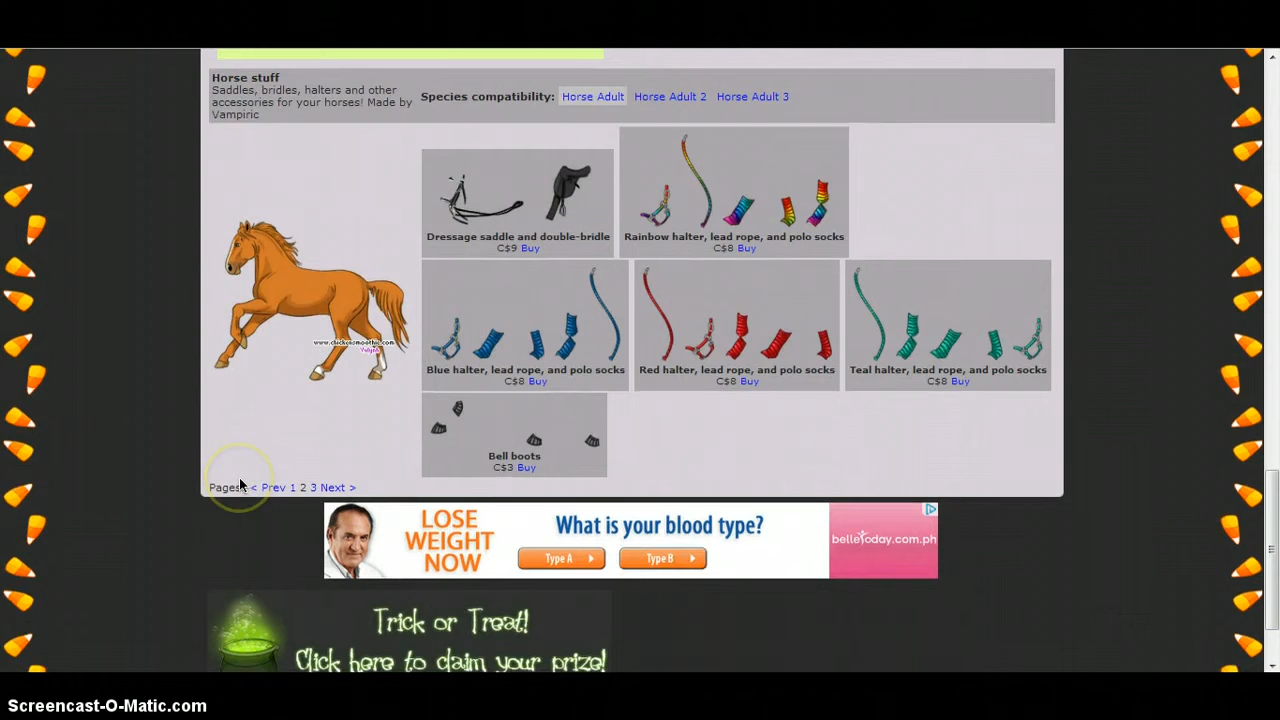 Horse stuff
Saddles, bridles, halters and other
accessories for your horses! Made by
Vampiric
Species compatibility: Horse Adult Horse Adult 2 Horse Adult 3
Dressage saddle and double-bridle
C$9 Buy
Rainbow halter, lead rope, and polo socks
C$8 Buy
www.chickensmoothie.com
Blue halter, lead rope, and polo socks
C$8 Buy
Red halter, lead rope, and polo socks
C$8 Buy
Teal halter, lead rope, and polo socks
C$8 Buy
Bell boots
C$3 Buy
Pages: < Prev 1 2 3 Next >
LOSE
WEIGHT
NOW
What is your blood type?
Type A
Type B
belletoday.com.ph
Trick or Treat!
Click here to claim your prize!
Screencast-O-Matic.com